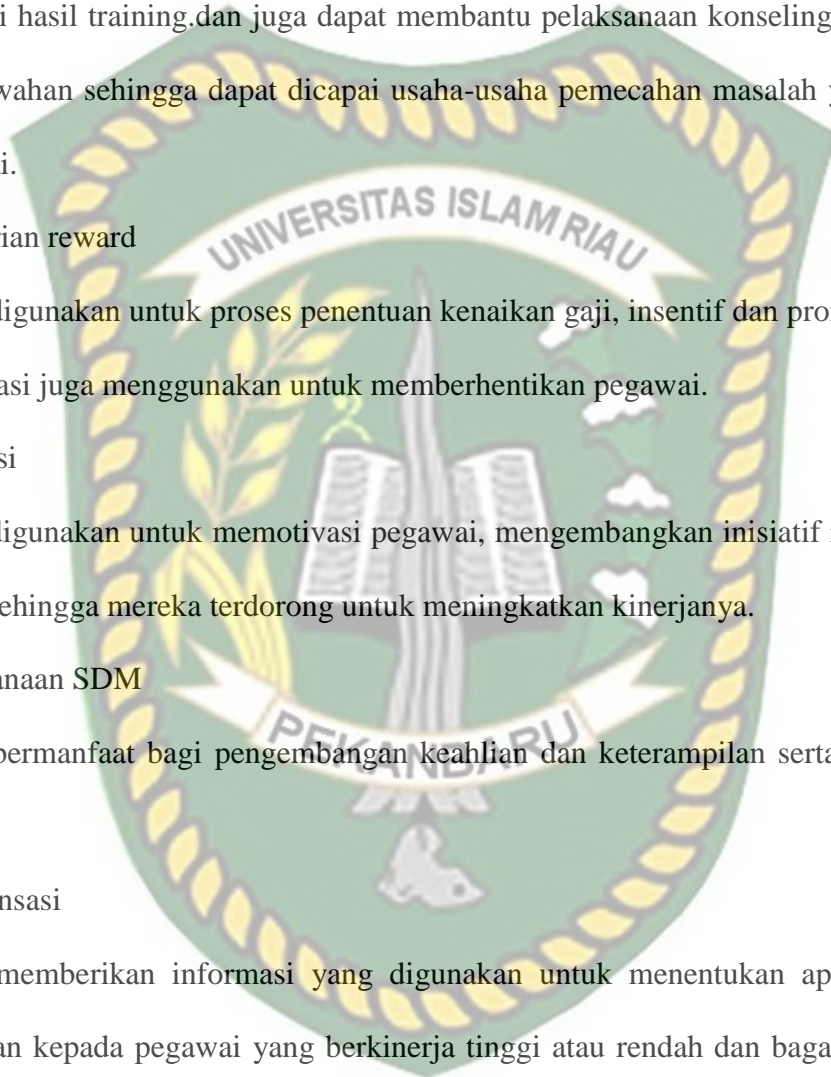 i hasil training.dan juga dapat membantu pelaksanaan konseling
wahan sehingga dapat dicapai usaha-usaha pemecahan masalah
i.
rian reward
UNIVERSITAS ISLAM RIAU
digunakan untuk proses penentuan kenaikan gaji, insentif dan pro
asi juga menggunakan untuk memberhentikan pegawai.
si
digunakan untuk memotivasi pegawai, mengembangkan inisiatif
ehingga mereka terdorong untuk meningkatkan kinerjanya.
anaan SDM
PEKANBARU
bermanfaat bagi pengembangan keahlian dan keterampilan serta
nsasi
memberikan informasi yang digunakan untuk menentukan ap
an kepada pegawai yang berkinerja tinggi atau rendah dan baga